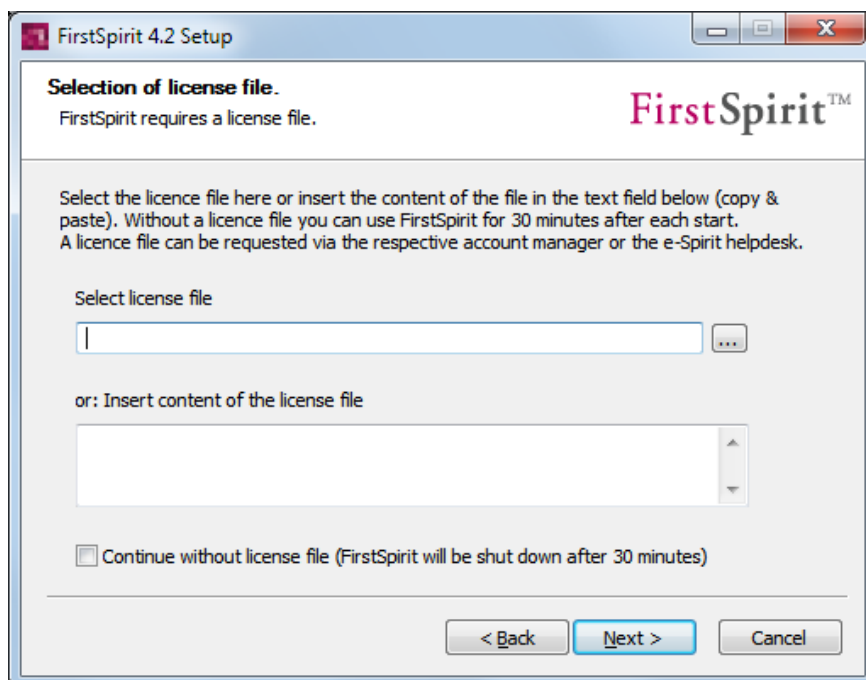 FirstSpirit 4.2 Setup
Selection of license file.
FirstSpirit requires a license file.
FirstSpirit™
Select the licence file here or insert the content of the file in the text field below (copy &
paste). Without a licence file you can use FirstSpirit for 30 minutes after each start.
A licence file can be requested via the respective account manager or the e-Spirit helpdesk.
Select license file
...
or: Insert content of the license file
Continue without license file (FirstSpirit will be shut down after 30 minutes)
< Back
Next >
Cancel